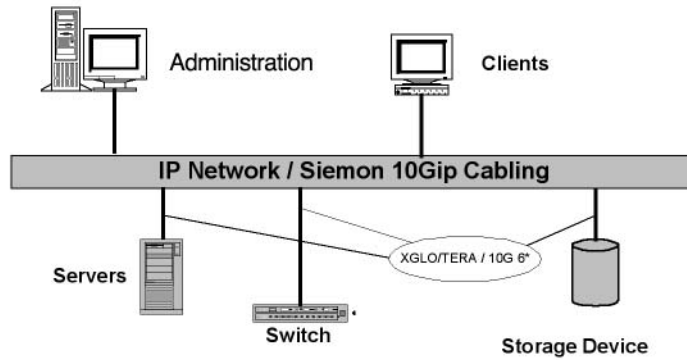 Administration
Clients
IP Network / Siemon 10Gip Cabling
XGLO/TERA / 10G 6*
Servers
Switch
Storage Device